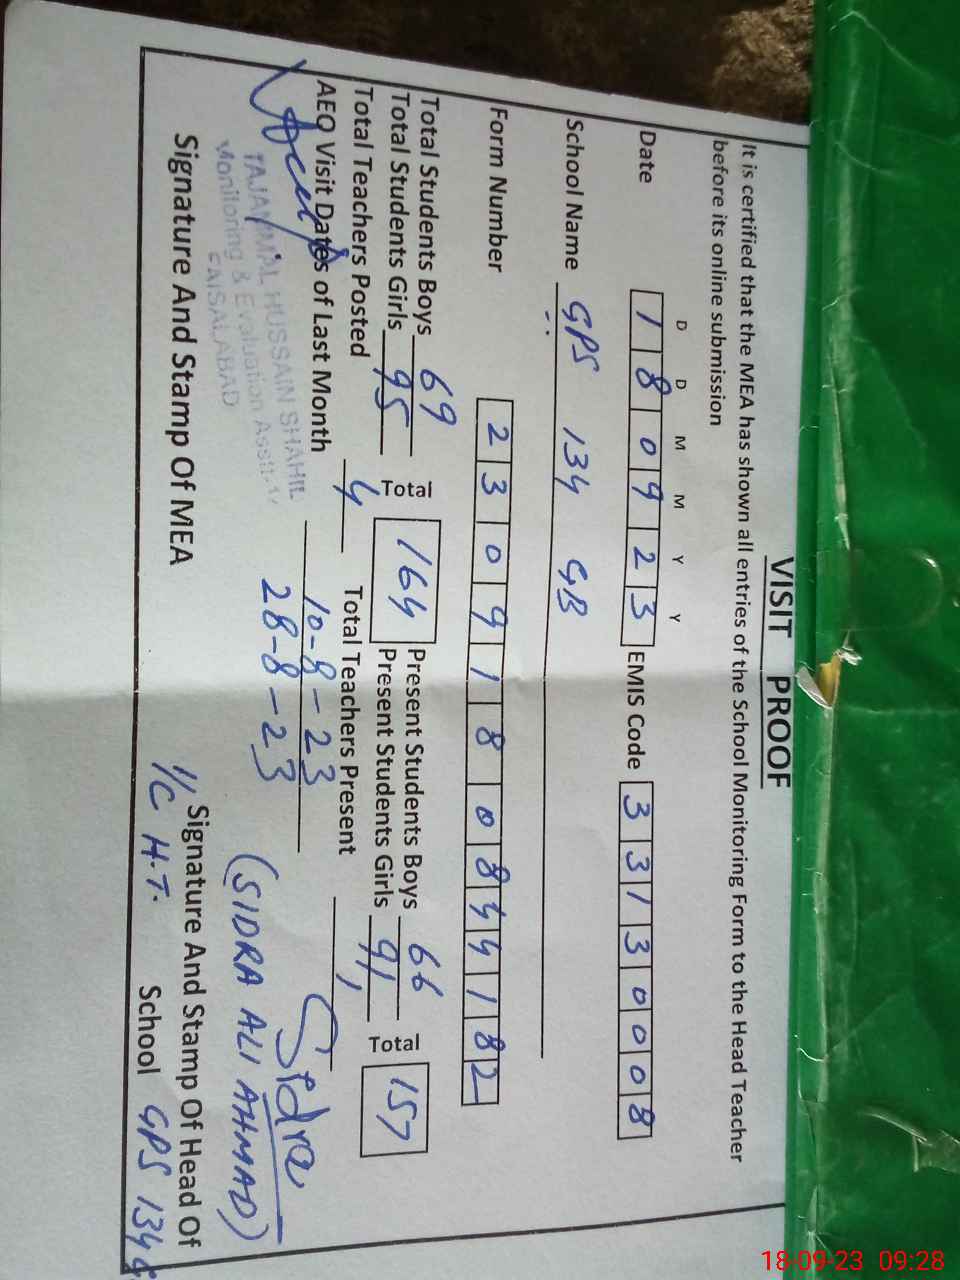 VISIT PROOF
It is certified that the MEA has shown all entries of the School Monitoring Form to the Head Teacher
before its online submission
D D M M Y Y
Date 1 8 0 9 2 3 EMIS Code 3 3 1 3 0 0 0 8
School Name GPS 134 GB
Form Number 2 3 0 9 1 8 0 8 4 4 1 8 2
Total Students Boys 69 Total 164 Present Students Boys 66 Total 157
Total Students Girls 95 Present Students Girls 91
Total Teachers Posted 4 Total Teachers Present
AEO Visit Dates of Last Month 10-8-23
28-8-23
Sidra
(SIDRA ALI AHMAD)
TAJAMMAL HUSSAIN SHAHID
Monitoring & Evaluation Asstt-
FAISALABAD
Signature And Stamp Of MEA
Signature And Stamp Of Head Of
I/C H.T. School GPS 134
18-09-23 09:28